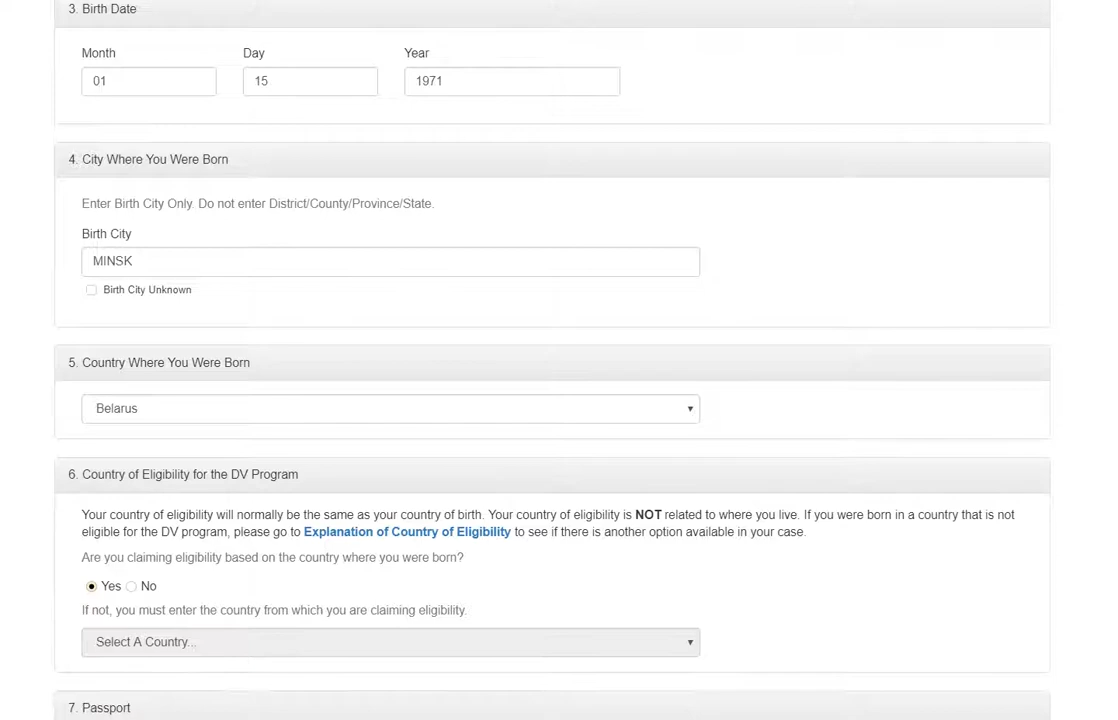 3. Birth Date
Month Day Year
01 15 1971
4. City Where You Were Born
Enter Birth City Only. Do not enter District/County/Province/State.
Birth City
MINSK
Birth City Unknown
5. Country Where You Were Born
Belarus
6. Country of Eligibility for the DV Program
Your country of eligibility will normally be the same as your country of birth. Your country of eligibility is NOT related to where you live. If you were born in a country that is not
eligible for the DV program, please go to Explanation of Country of Eligibility to see if there is another option available in your case.
Are you claiming eligibility based on the country where you were born?
Yes No
If not, you must enter the country from which you are claiming eligibility.
Select A Country...
7. Passport